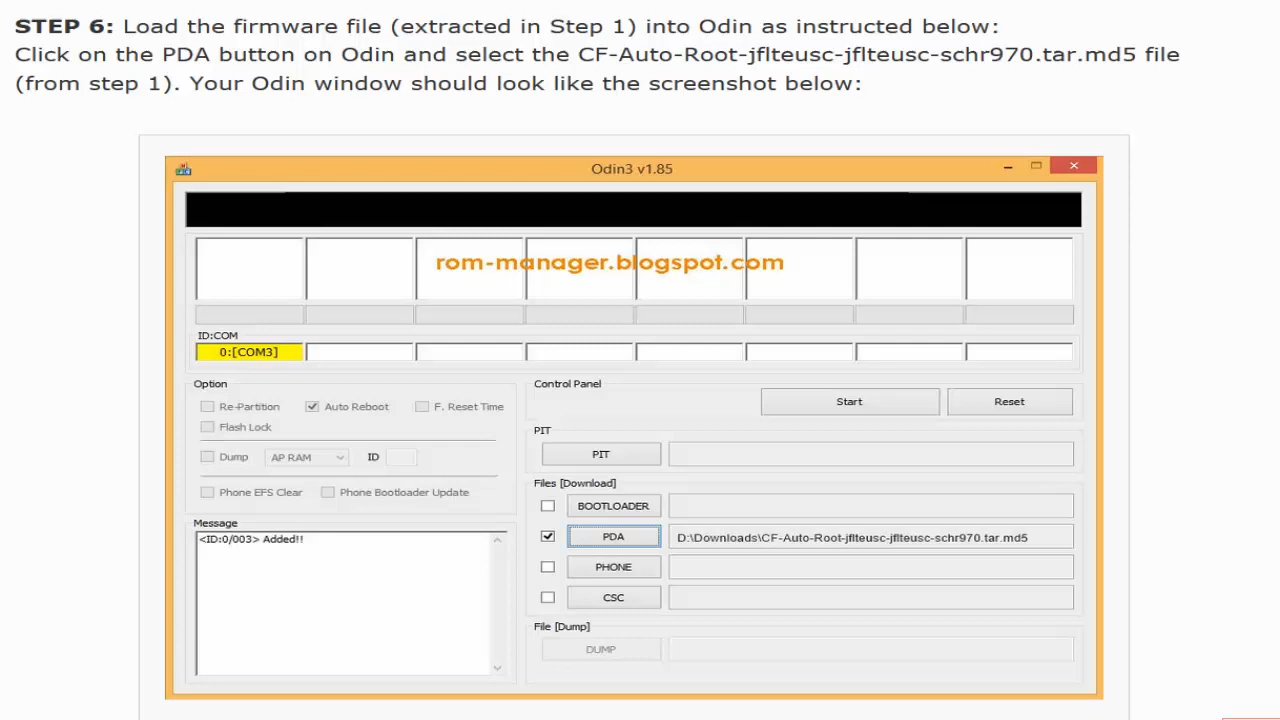 STEP 6: Load the firmware file (extracted in Step 1) into Odin as instructed below:
Click on the PDA button on Odin and select the CF-Auto-Root-jflteusc-jflteusc-schr970.tar.md5 file
(from step 1). Your Odin window should look like the screenshot below:
Odin3 v1.85
rom-manager.blogspot.com
ID:COM
0:[COM3]
Option
Re-Partition Auto Reboot F. Reset Time
Flash Lock
Dump AP RAM ID
Phone EFS Clear Phone Bootloader Update
Message
<ID:0/003> Added!!
Control Panel
Start Reset
PIT
PIT
Files [Download]
BOOTLOADER
PDA D:\Downloads\CF-Auto-Root-jflteusc-jflteusc-schr970.tar.md5
PHONE
CSC
File [Dump]
DUMP